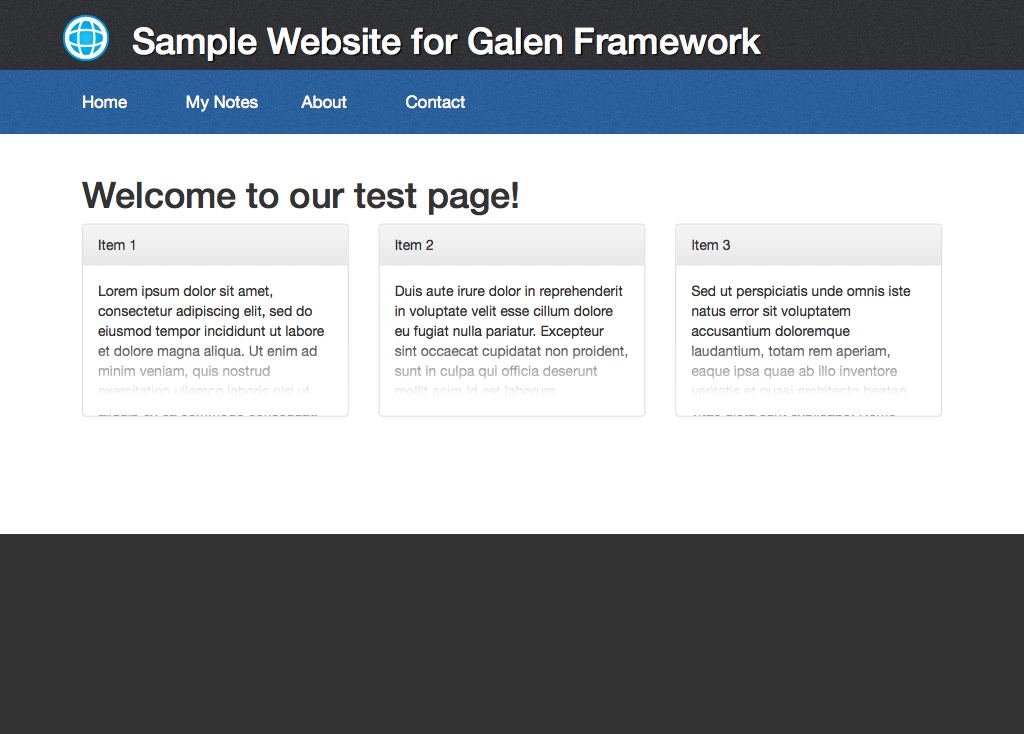 Sample Website for Galen Framework
Home
My Notes
About
Contact
Welcome to our test page!
Item 1
Lorem ipsum dolor sit amet,
consectetur adipiscing elit, sed do
eiusmod tempor incididunt ut labore
et dolore magna aliqua. Ut enim ad
minim veniam, quis nostrud
exercitation ullamco laboris nisi ut
Item 2
Duis aute irure dolor in reprehenderit
in voluptate velit esse cillum dolore
eu fugiat nulla pariatur. Excepteur
sint occaecat cupidatat non proident,
sunt in culpa qui officia deserunt
mollit anim id est laborum.
Item 3
Sed ut perspiciatis unde omnis iste
natus error sit voluptatem
accusantium doloremque
laudantium, totam rem aperiam,
eaque ipsa quae ab illo inventore
veritatis et quasi architecto beatae